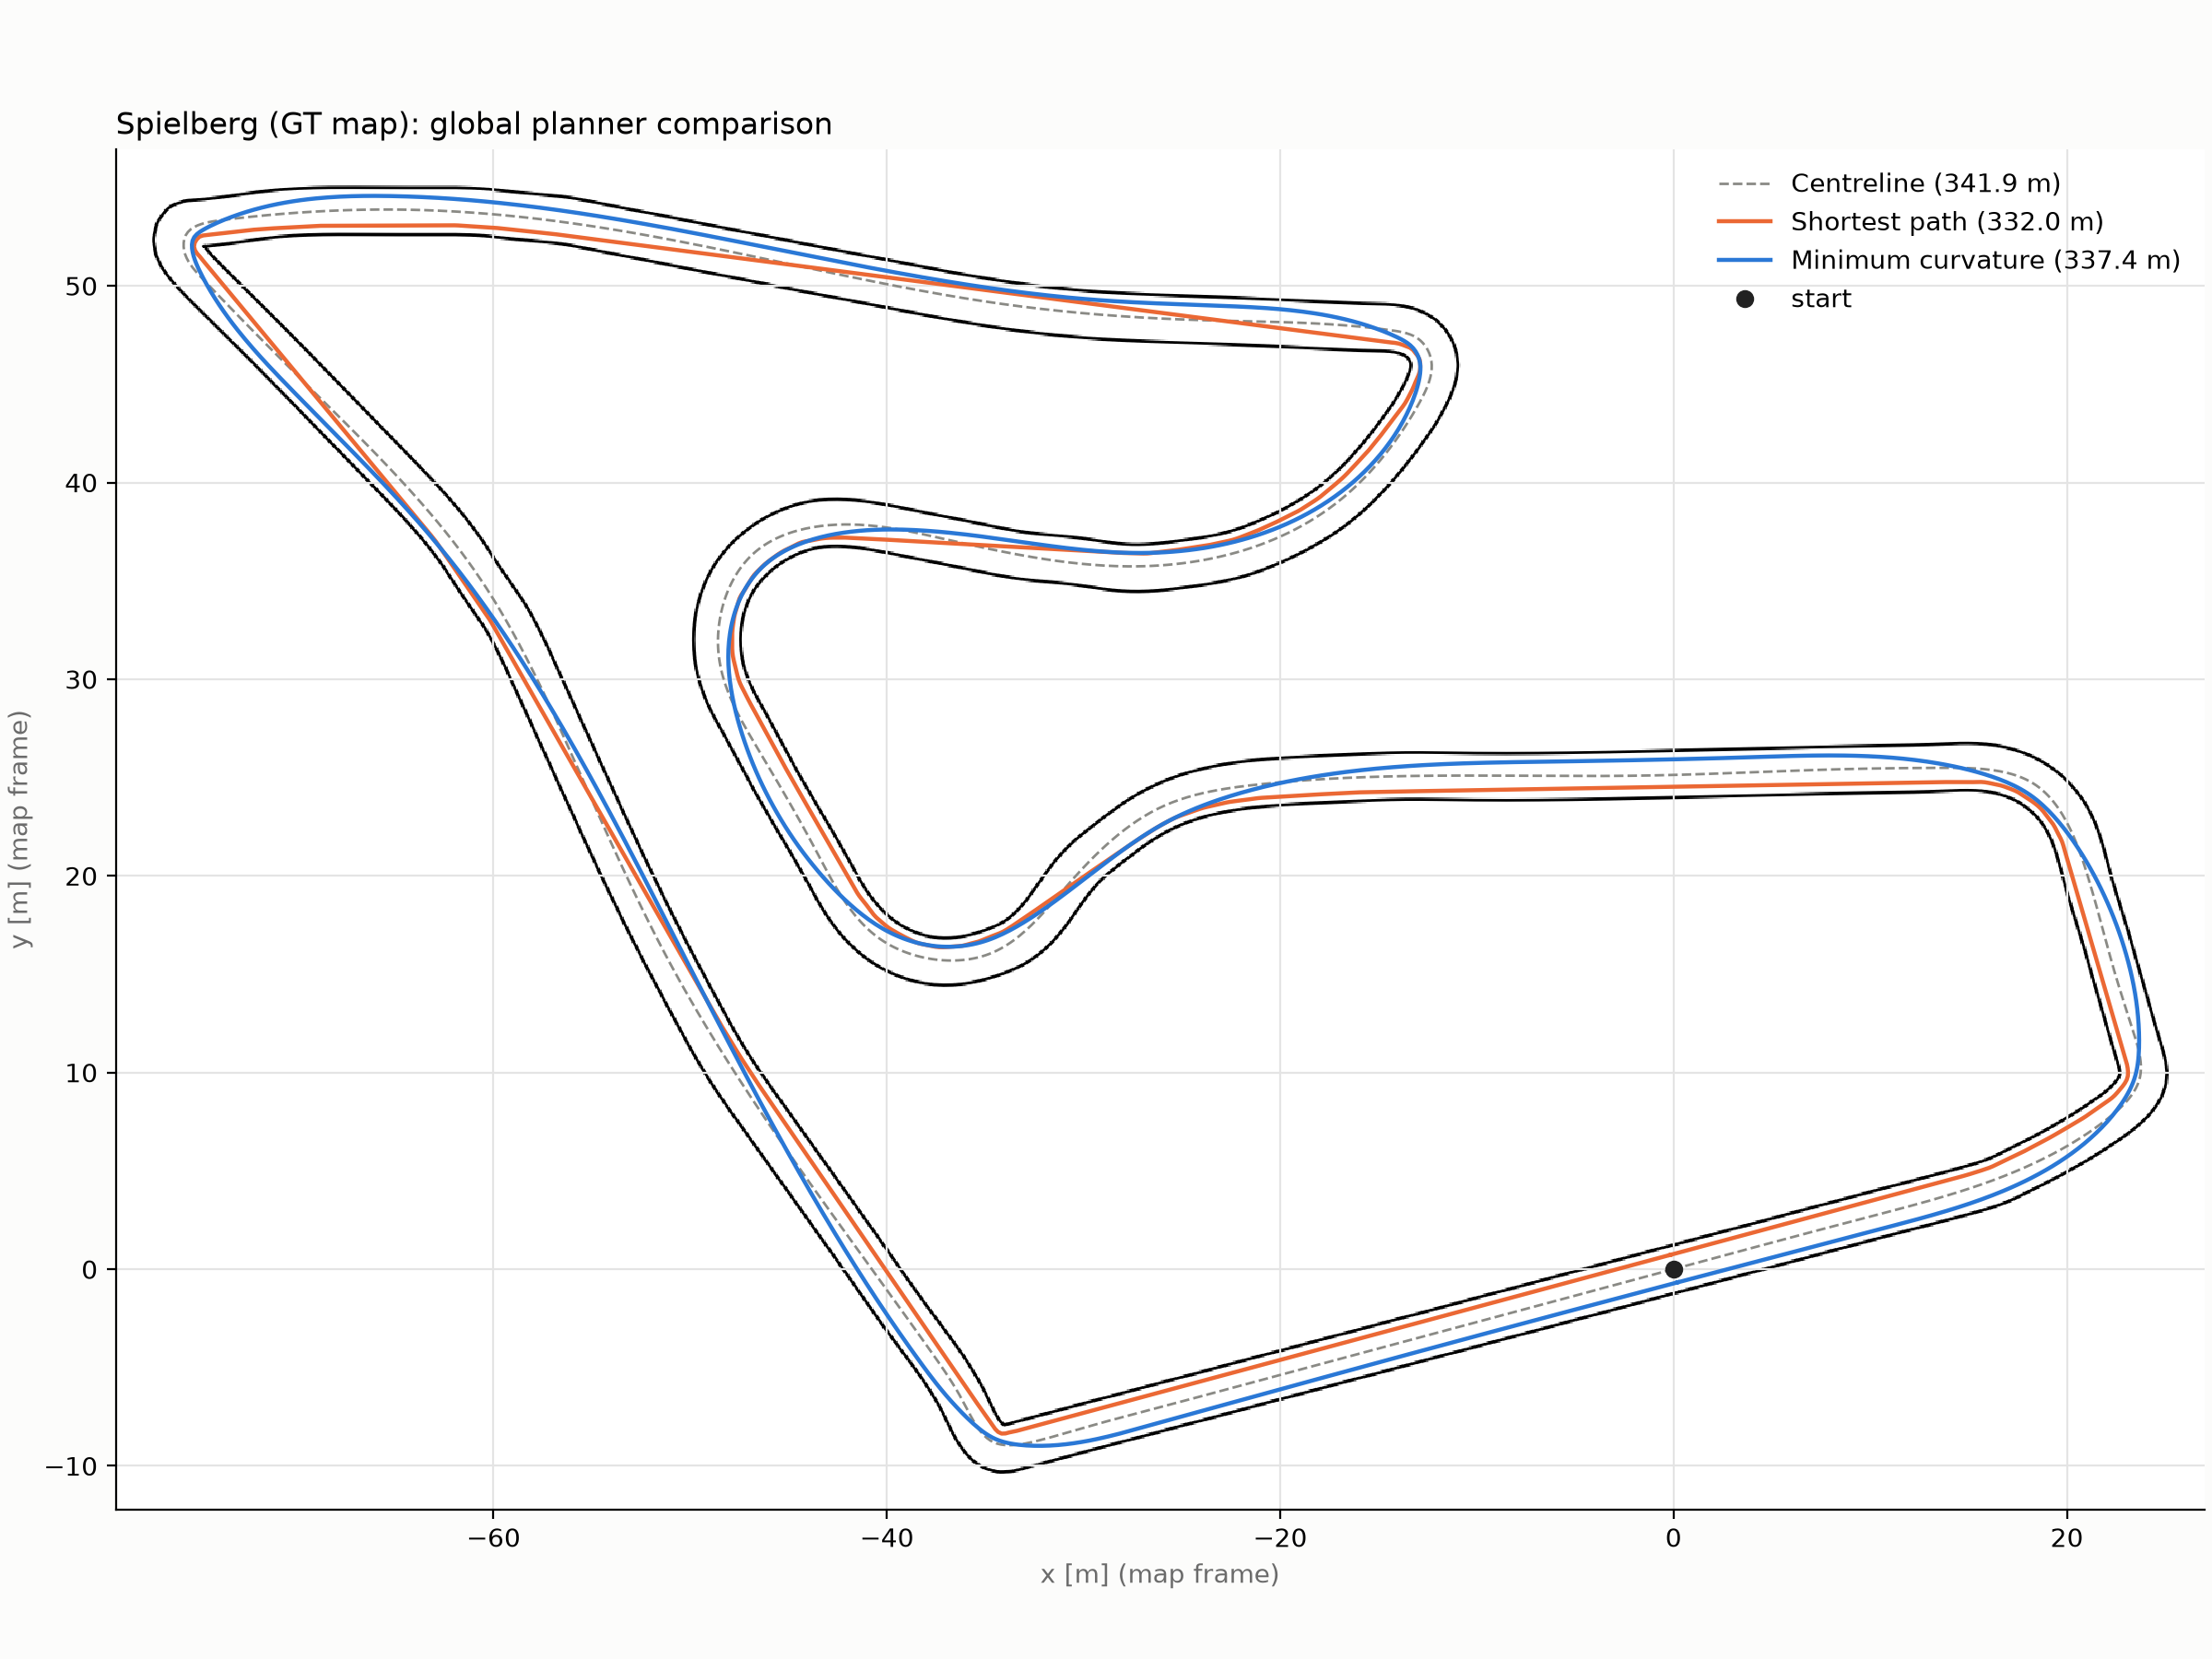 Spielberg (GT map): global planner comparison
Centreline (341.9 m)
Shortest path (332.0 m)
Minimum curvature (337.4 m)
start
50
40
30
20
10
0
−10
y [m] (map frame)
−60
−40
−20
0
20
x [m] (map frame)